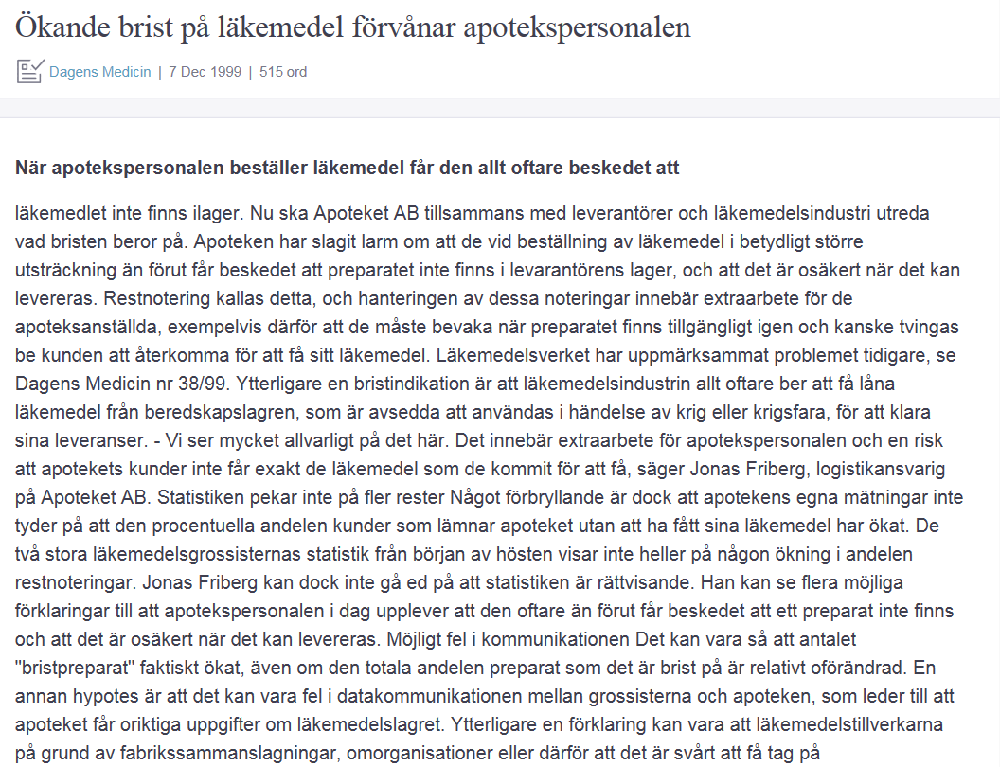 Ökande brist på läkemedel förvånar apotekspersonalen
Dagens Medicin | 7 Dec 1999 | 515 ord
När apotekspersonalen beställer läkemedel får den allt oftare beskedet att
läkemedlet inte finns ilager. Nu ska Apoteket AB tillsammans med leverantörer och läkemedelsindustri utreda
vad bristen beror på. Apoteken har slagit larm om att de vid beställning av läkemedel i betydligt större
utsträckning än förut får beskedet att preparatet inte finns i levarantörens lager, och att det är osäkert när det kan
levereras. Restnotering kallas detta, och hanteringen av dessa noteringar innebär extraarbete för de
apoteksanställda, exempelvis därför att de måste bevaka när preparatet finns tillgängligt igen och kanske tvingas
be kunden att återkomma för att få sitt läkemedel. Läkemedelsverket har uppmärksammat problemet tidigare, se
Dagens Medicin nr 38/99. Ytterligare en bristindikation är att läkemedelsindustrin allt oftare ber att få låna
läkemedel från beredskapslagren, som är avsedda att användas i händelse av krig eller krigsfara, för att klara
sina leveranser. - Vi ser mycket allvarligt på det här. Det innebär extraarbete för apotekspersonalen och en risk
att apotekets kunder inte får exakt de läkemedel som de kommit för att få, säger Jonas Friberg, logistikansvarig
på Apoteket AB. Statistiken pekar inte på fler rester Något förbryllande är dock att apotekens egna mätningar inte
tyder på att den procentuella andelen kunder som lämnar apoteket utan att ha fått sina läkemedel har ökat. De
två stora läkemedelsgrossisternas statistik från början av hösten visar inte heller på någon ökning i andelen
restnoteringar. Jonas Friberg kan dock inte gå ed på att statistiken är rättvisande. Han kan se flera möjliga
förklaringar till att apotekspersonalen i dag upplever att den oftare än förut får beskedet att ett preparat inte finns
och att det är osäkert när det kan levereras. Möjligt fel i kommunikationen Det kan vara så att antalet
"bristpreparat" faktiskt ökat, även om den totala andelen preparat som det är brist på är relativt oförändrad. En
annan hypotes är att det kan vara fel i datakommunikationen mellan grossisterna och apoteken, som leder till att
apoteket får oriktiga uppgifter om läkemedelslagret. Ytterligare en förklaring kan vara att läkemedelstillverkarna
på grund av fabrikssammanslagningar, omorganisationer eller därför att det är svårt att få tag på